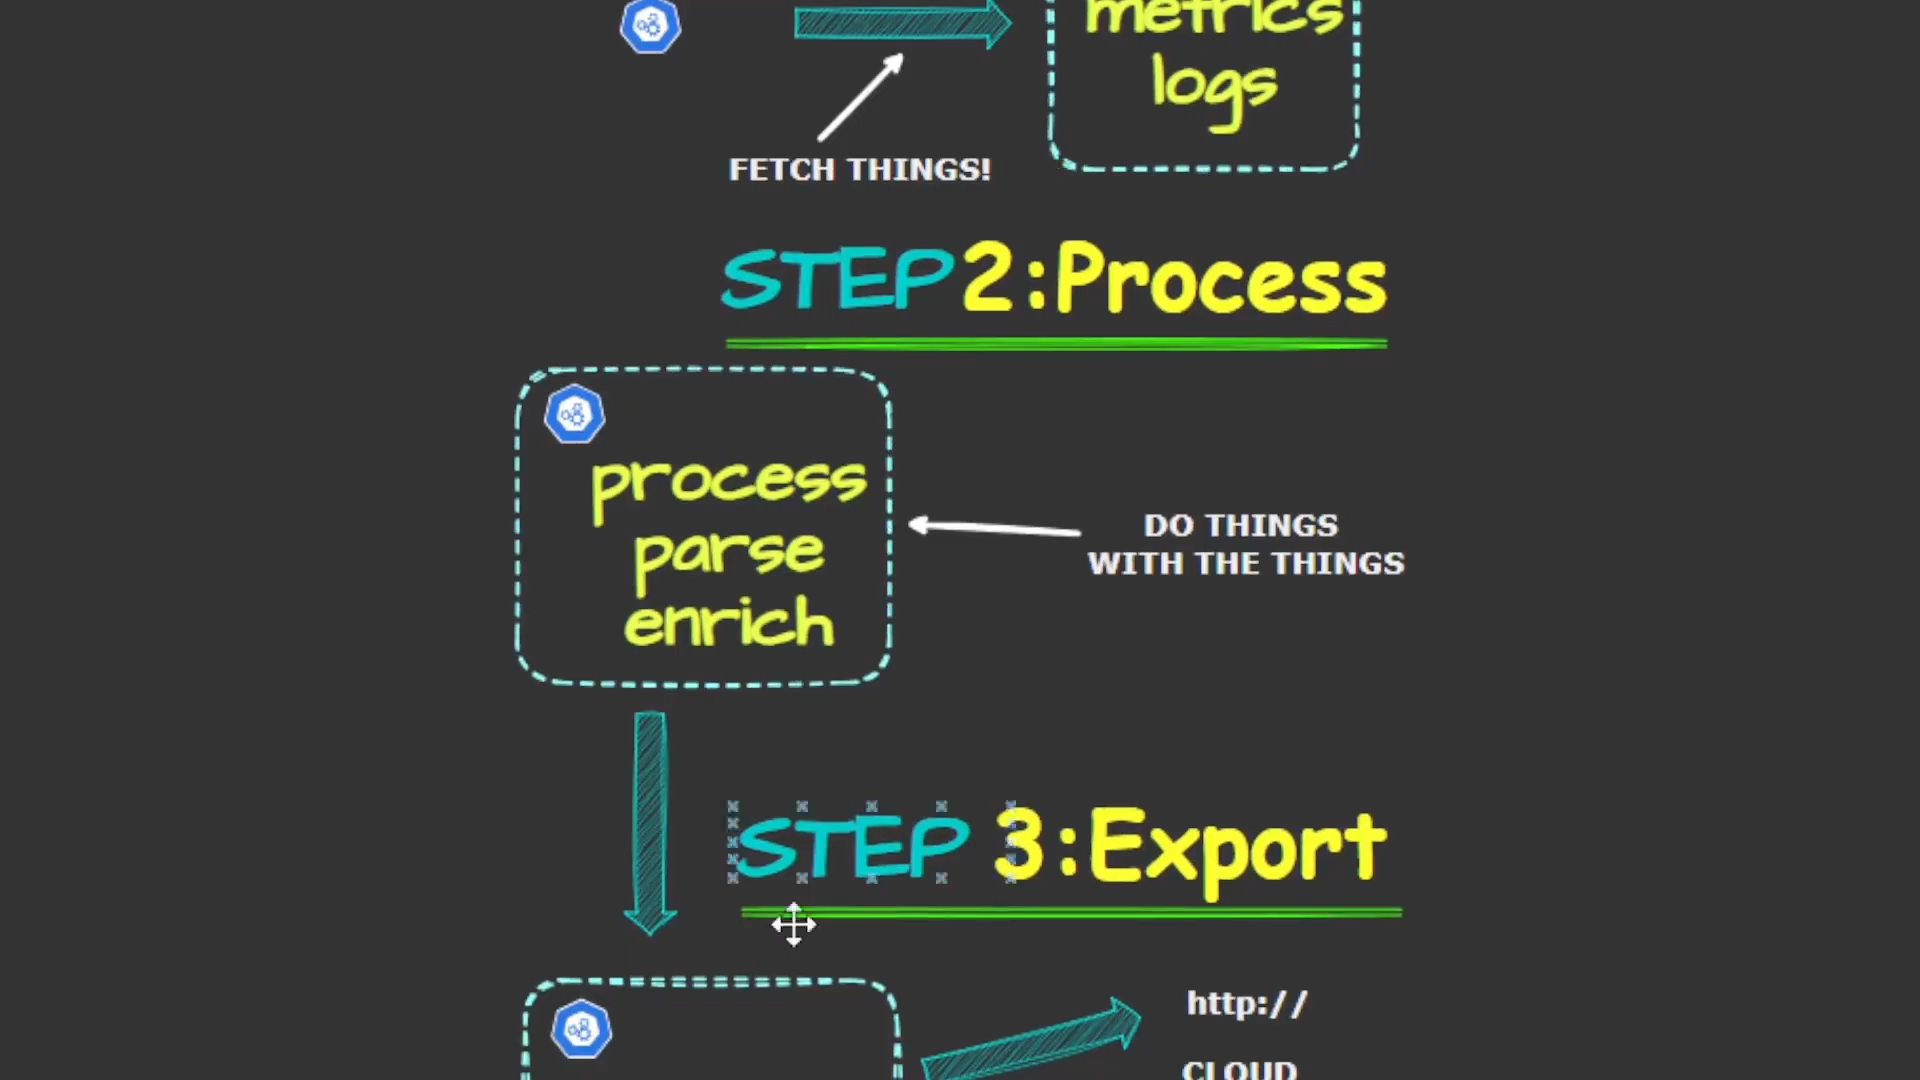 metrics
logs
FETCH THINGS!
STEP 2:Process
process
parse
enrich
DO THINGS
WITH THE THINGS
STEP 3:Export
http://
CLOUD